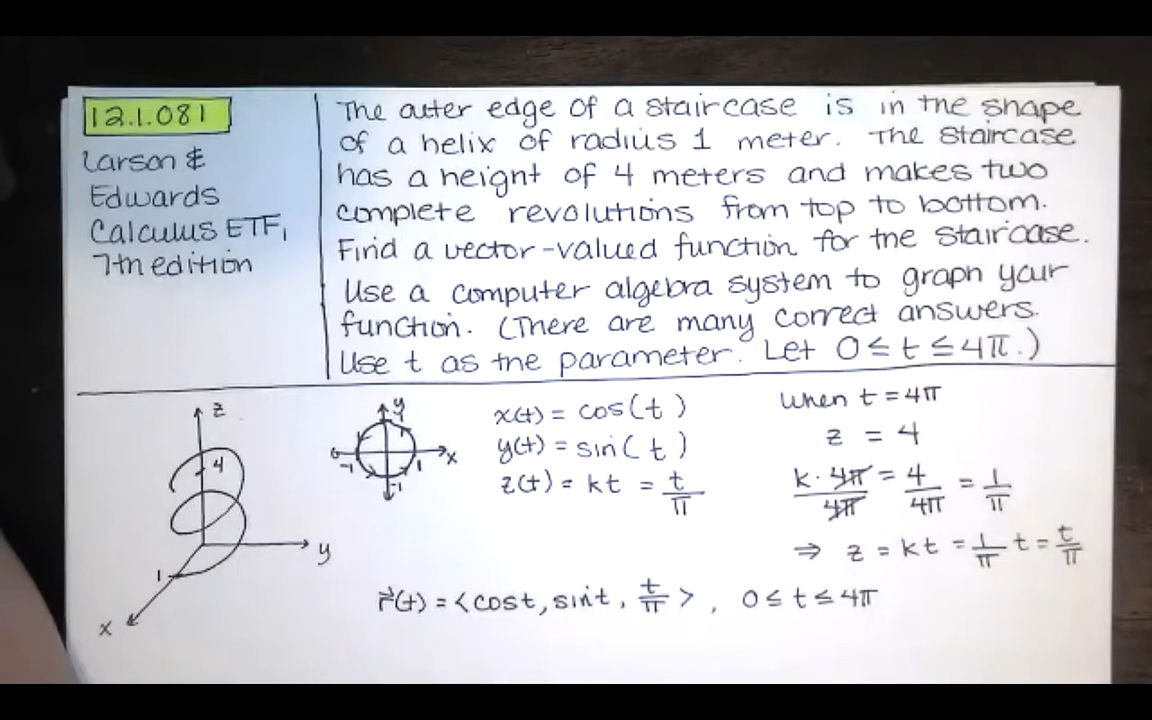 12.1.081
Larson &
Edwards
Calculus ETF,
7th edition
The outer edge of a staircase is in the shape
of a helix of radius 1 meter. The staircase
has a height of 4 meters and makes two
complete revolutions from top to bottom.
Find a vector-valued function for the staircase.
Use a computer algebra system to graph your
function. (There are many correct answers.
Use t as the parameter. Let 0 ≤ t ≤ 4π.)
z
4
y
1
x
y
x
-1
1
-1
x(t) = cos(t)
y(t) = sin(t)
z(t) = kt = t/π
when t = 4π
z = 4
k · 4π / 4π = 4 / 4π = 1/π
⇒ z = kt = 1/π t = t/π
r⃗(t) = <cost, sint, t/π>, 0 ≤ t ≤ 4π